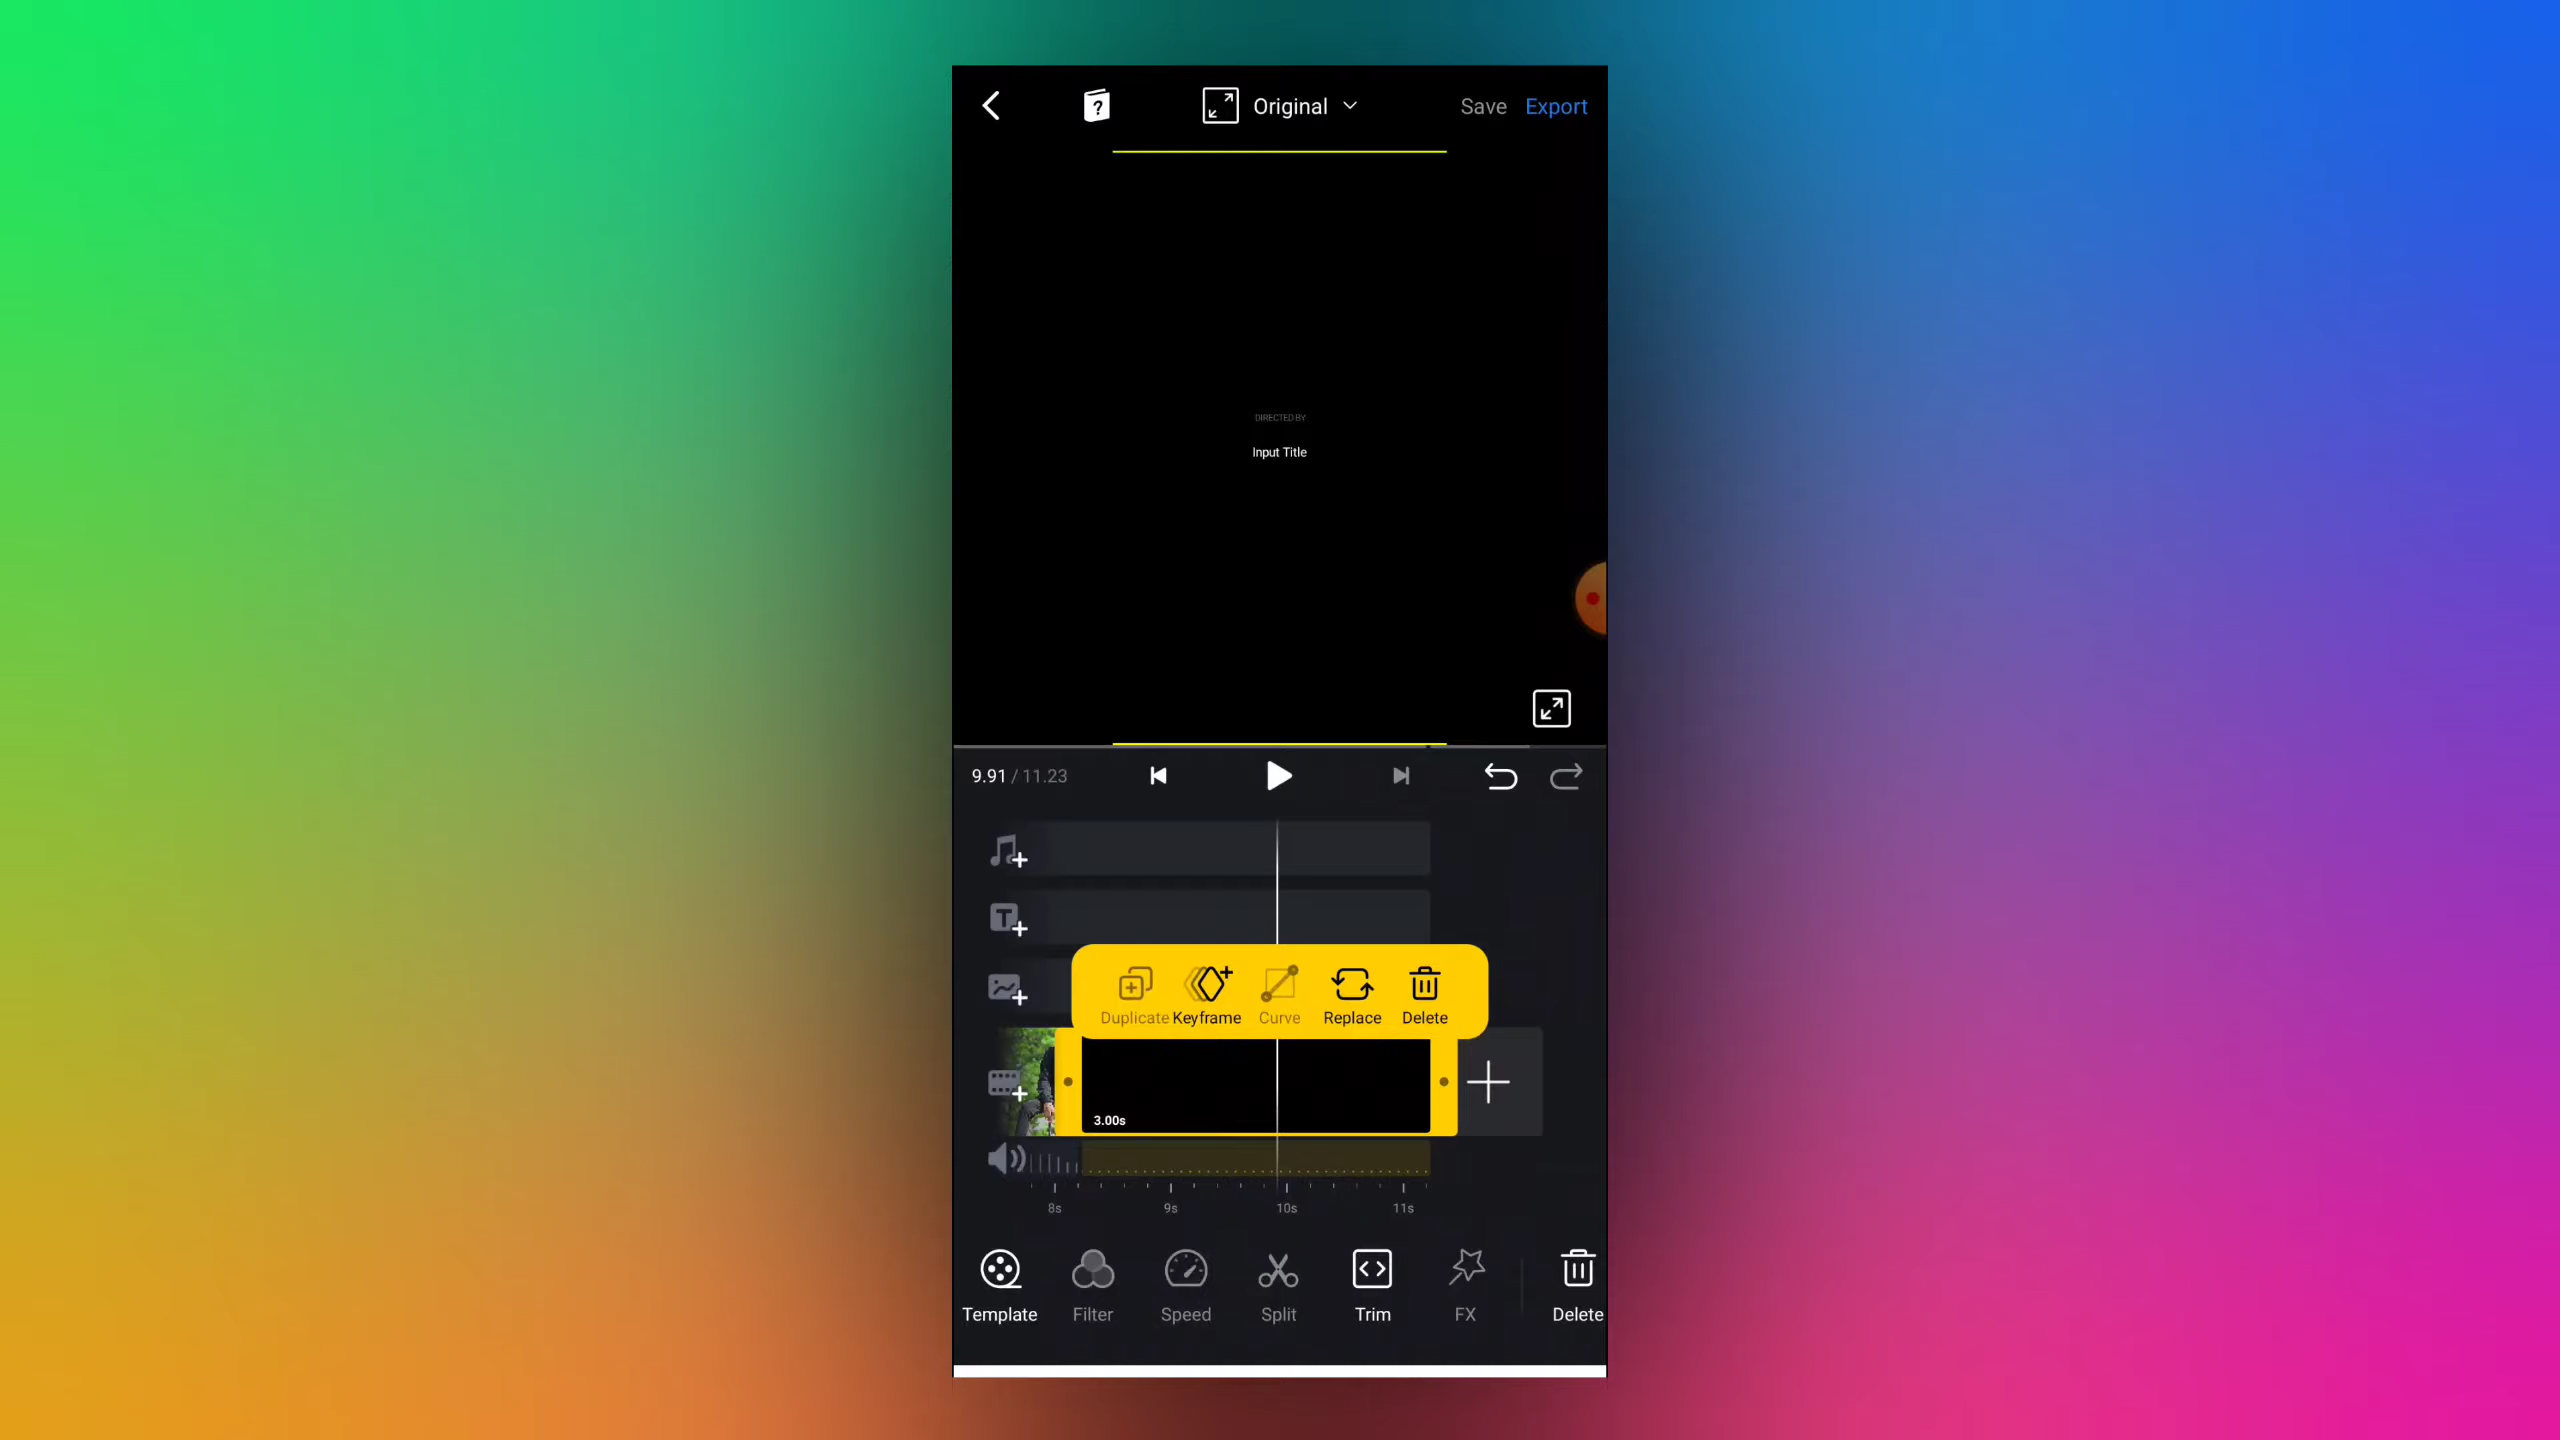 Original
Save Export
DIRECTED BY
Input Title
9.91 / 11.23
Duplicate Keyframe Curve Replace Delete
3.00s
8s 9s 10s 11s
Template Filter Speed Split Trim FX Delete